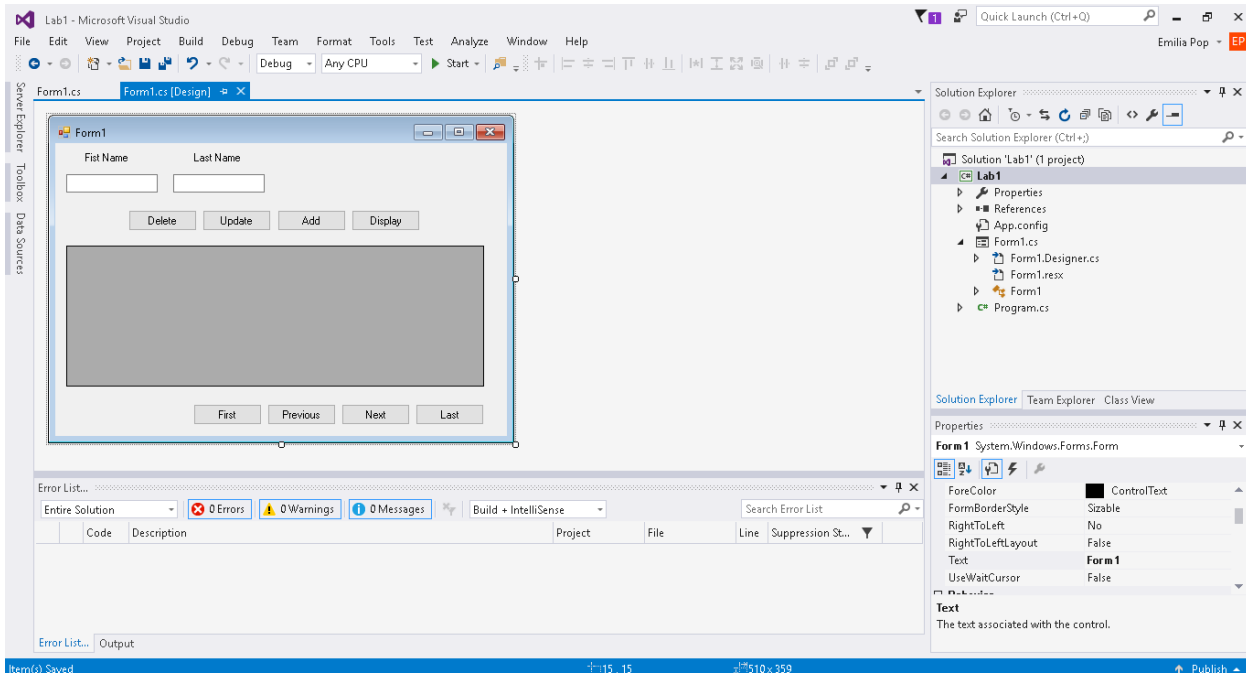 Lab1 - Microsoft Visual Studio
1
Quick Launch (Ctrl+Q)
File Edit View Project Build Debug Team Format Tools Test Analyze Window Help
Emilia Pop EP
Debug Any CPU Start
Server Explorer
Toolbox
Data Sources
Form1.cs Form1.cs [Design]
Form1
Fist Name Last Name
Delete Update Add Display
First Previous Next Last
Solution Explorer
Search Solution Explorer (Ctrl+;)
Solution 'Lab1' (1 project)
C# Lab1
Properties
References
App.config
Form1.cs
Form1.Designer.cs
Form1.resx
Form1
C# Program.cs
Solution Explorer Team Explorer Class View
Properties
Form1 System.Windows.Forms.Form
ForeColor ControlText
FormBorderStyle Sizable
RightToLeft No
RightToLeftLayout False
Text Form1
UseWaitCursor False
Text
The text associated with the control.
Error List...
Entire Solution 0 Errors 0 Warnings 0 Messages Build + IntelliSense Search Error List
Code Description Project File Line Suppression St...
Error List... Output
Item(s) Saved 15 , 15 510 x 359 Publish